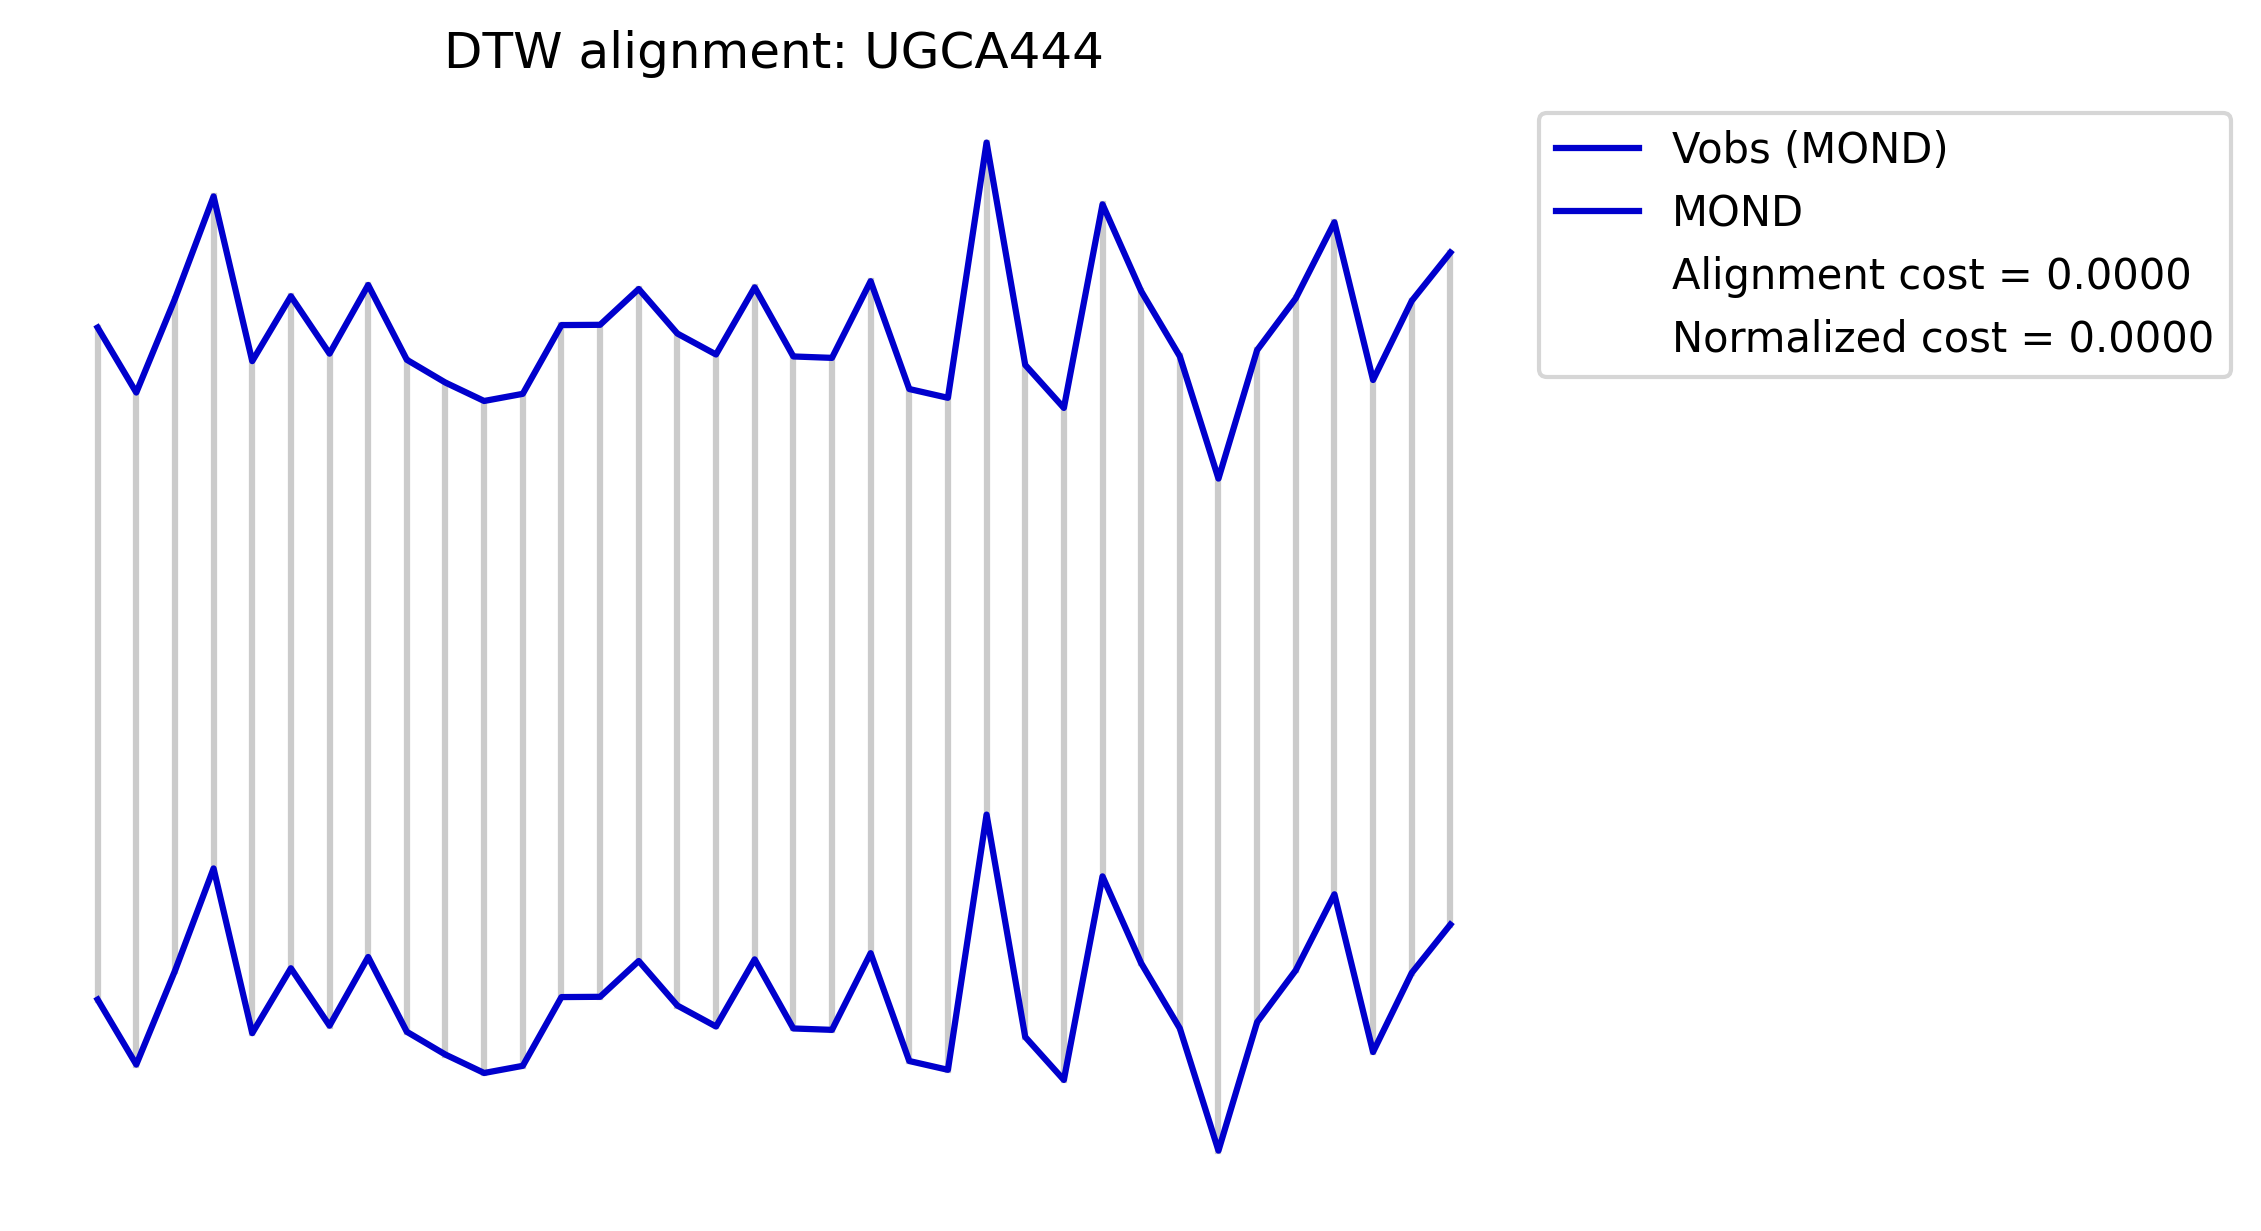 DTW alignment: UGCA444
Vobs (MOND)
MOND
Alignment cost = 0.0000
Normalized cost = 0.0000